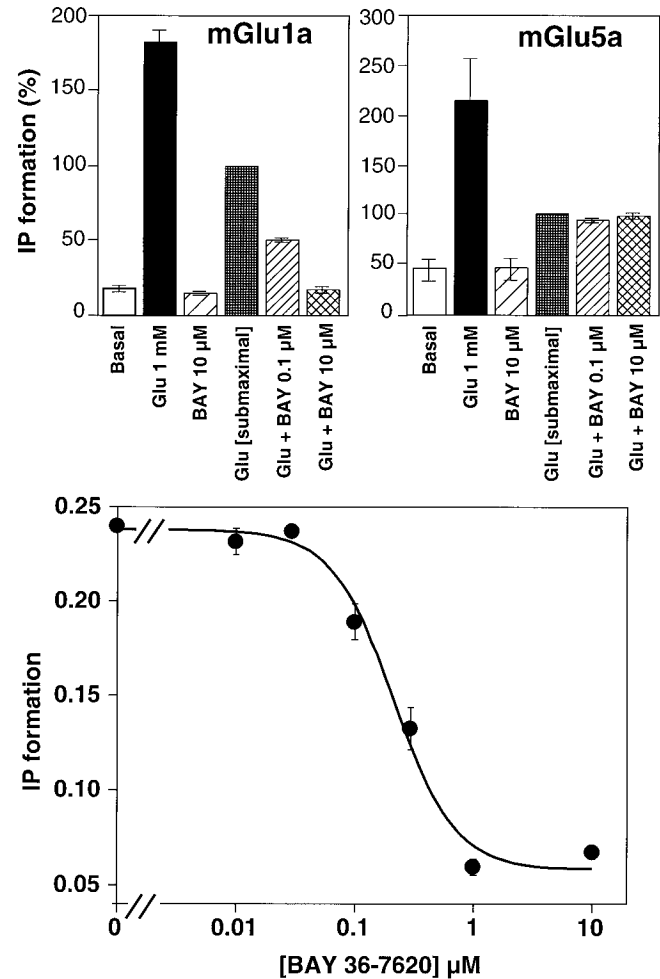 mGlu1a
IP formation (%)
200
150
100
50
0
Basal
Glu 1 mM
BAY 10 µM
Glu [submaximal]
Glu + BAY 0.1 µM
Glu + BAY 10 µM
mGlu5a
300
250
200
150
100
50
0
Basal
Glu 1 mM
BAY 10 µM
Glu [submaximal]
Glu + BAY 0.1 µM
Glu + BAY 10 µM
IP formation
0.25
0.20
0.15
0.10
0.05
0
0.01
0.1
1
10
[BAY 36-7620] µM